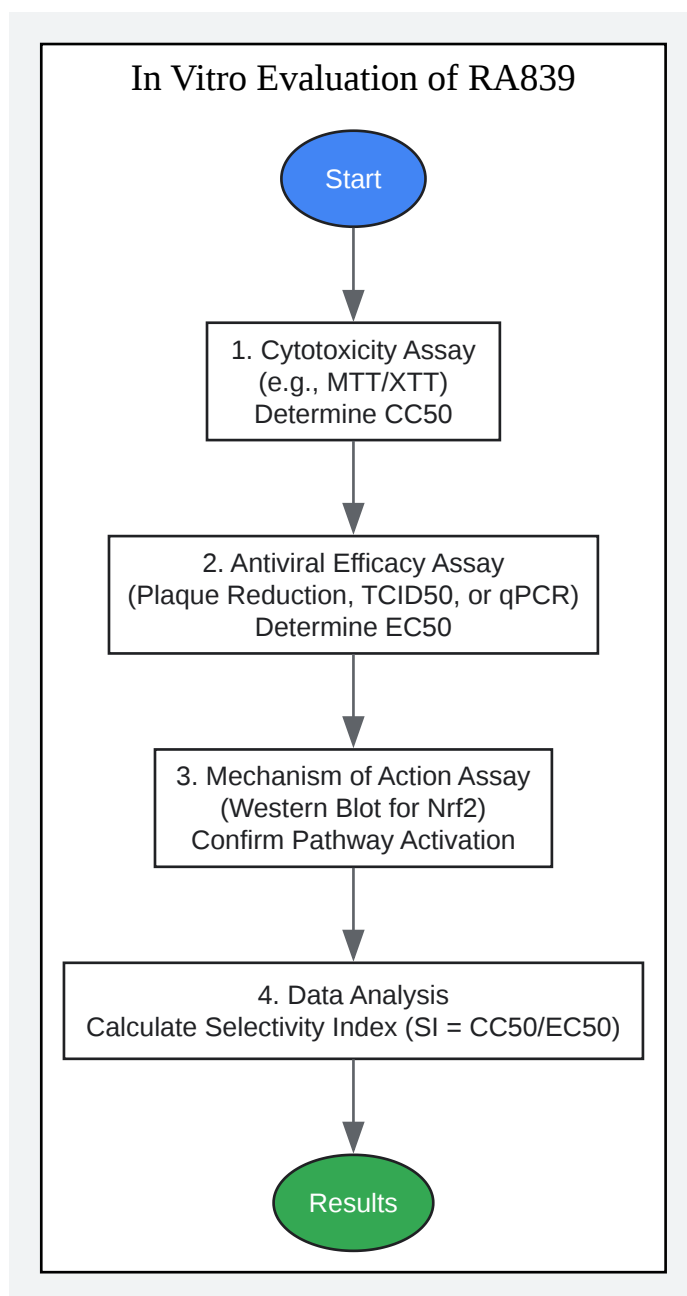 In Vitro Evaluation of RA839
Start
1. Cytotoxicity Assay
(e.g., MTT/XTT)
Determine CC50
2. Antiviral Efficacy Assay
(Plaque Reduction, TCID50, or qPCR)
Determine EC50
3. Mechanism of Action Assay
(Western Blot for Nrf2)
Confirm Pathway Activation
4. Data Analysis
Calculate Selectivity Index (SI = CC50/EC50)
Results